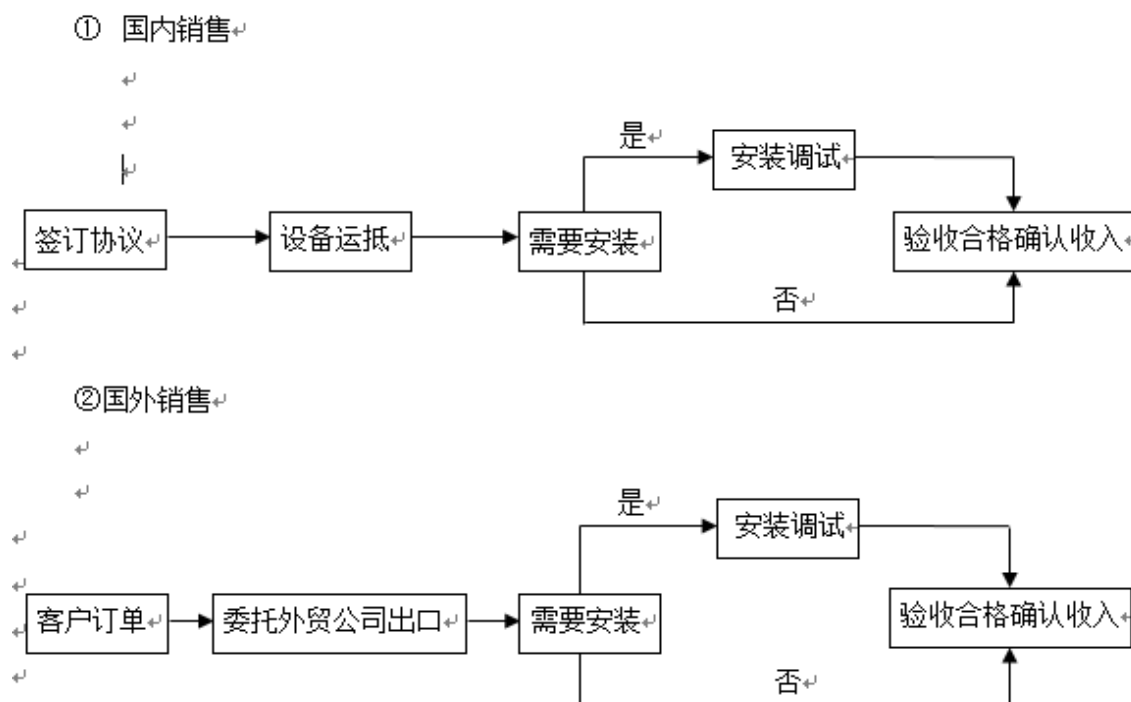 ① 国内销售
是
安装调试
签订协议
设备运抵
需要安装
验收合格确认收入
否
②国外销售
是
安装调试
客户订单
委托外贸公司出口
需要安装
验收合格确认收入
否